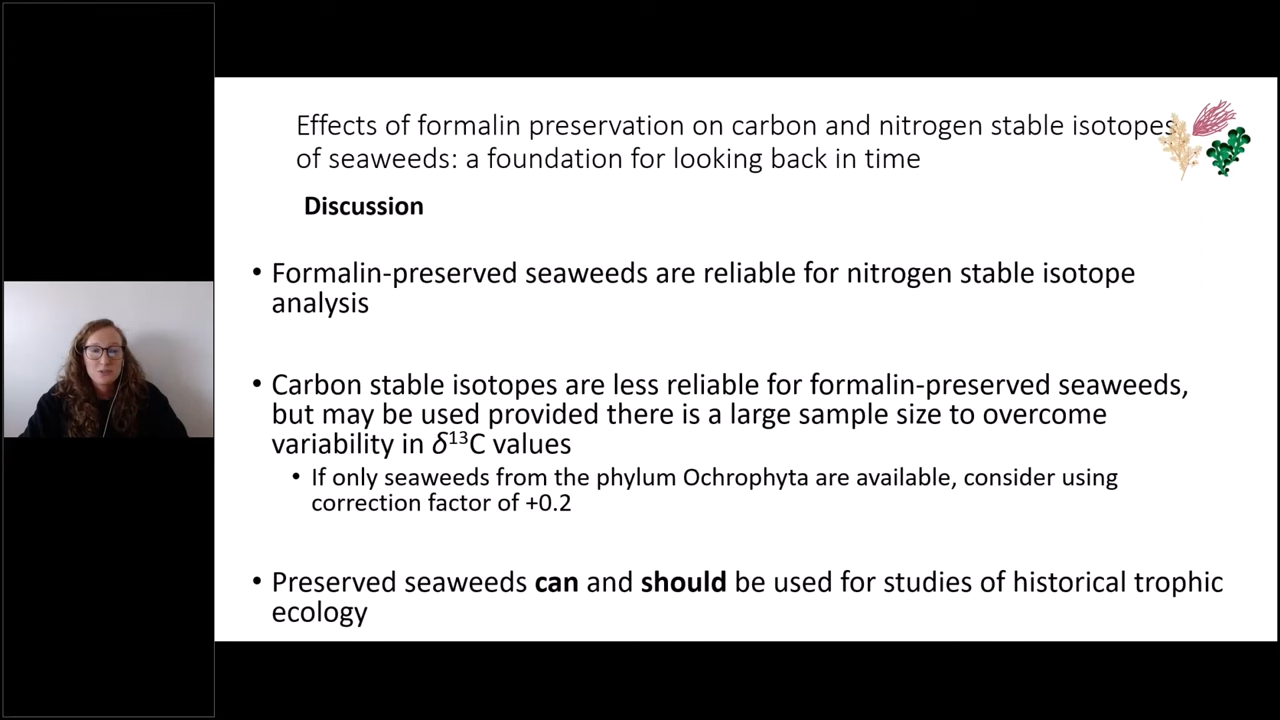 Effects of formalin preservation on carbon and nitrogen stable isotopes
of seaweeds: a foundation for looking back in time
Discussion
• Formalin-preserved seaweeds are reliable for nitrogen stable isotope
analysis
• Carbon stable isotopes are less reliable for formalin-preserved seaweeds,
but may be used provided there is a large sample size to overcome
variability in δ¹³C values
• If only seaweeds from the phylum Ochrophyta are available, consider using
correction factor of +0.2
• Preserved seaweeds can and should be used for studies of historical trophic
ecology